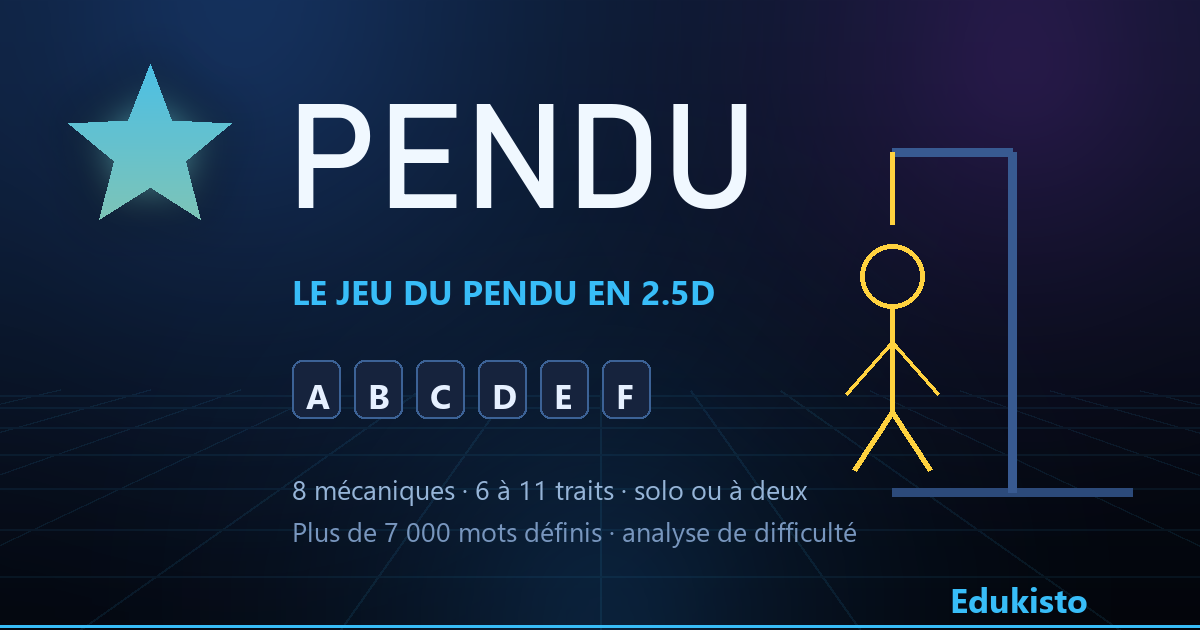 PENDU
LE JEU DU PENDU EN 2.5D
A B C D E F
8 mécaniques · 6 à 11 traits · solo ou à deux
Plus de 7 000 mots définis · analyse de difficulté
Edukisto